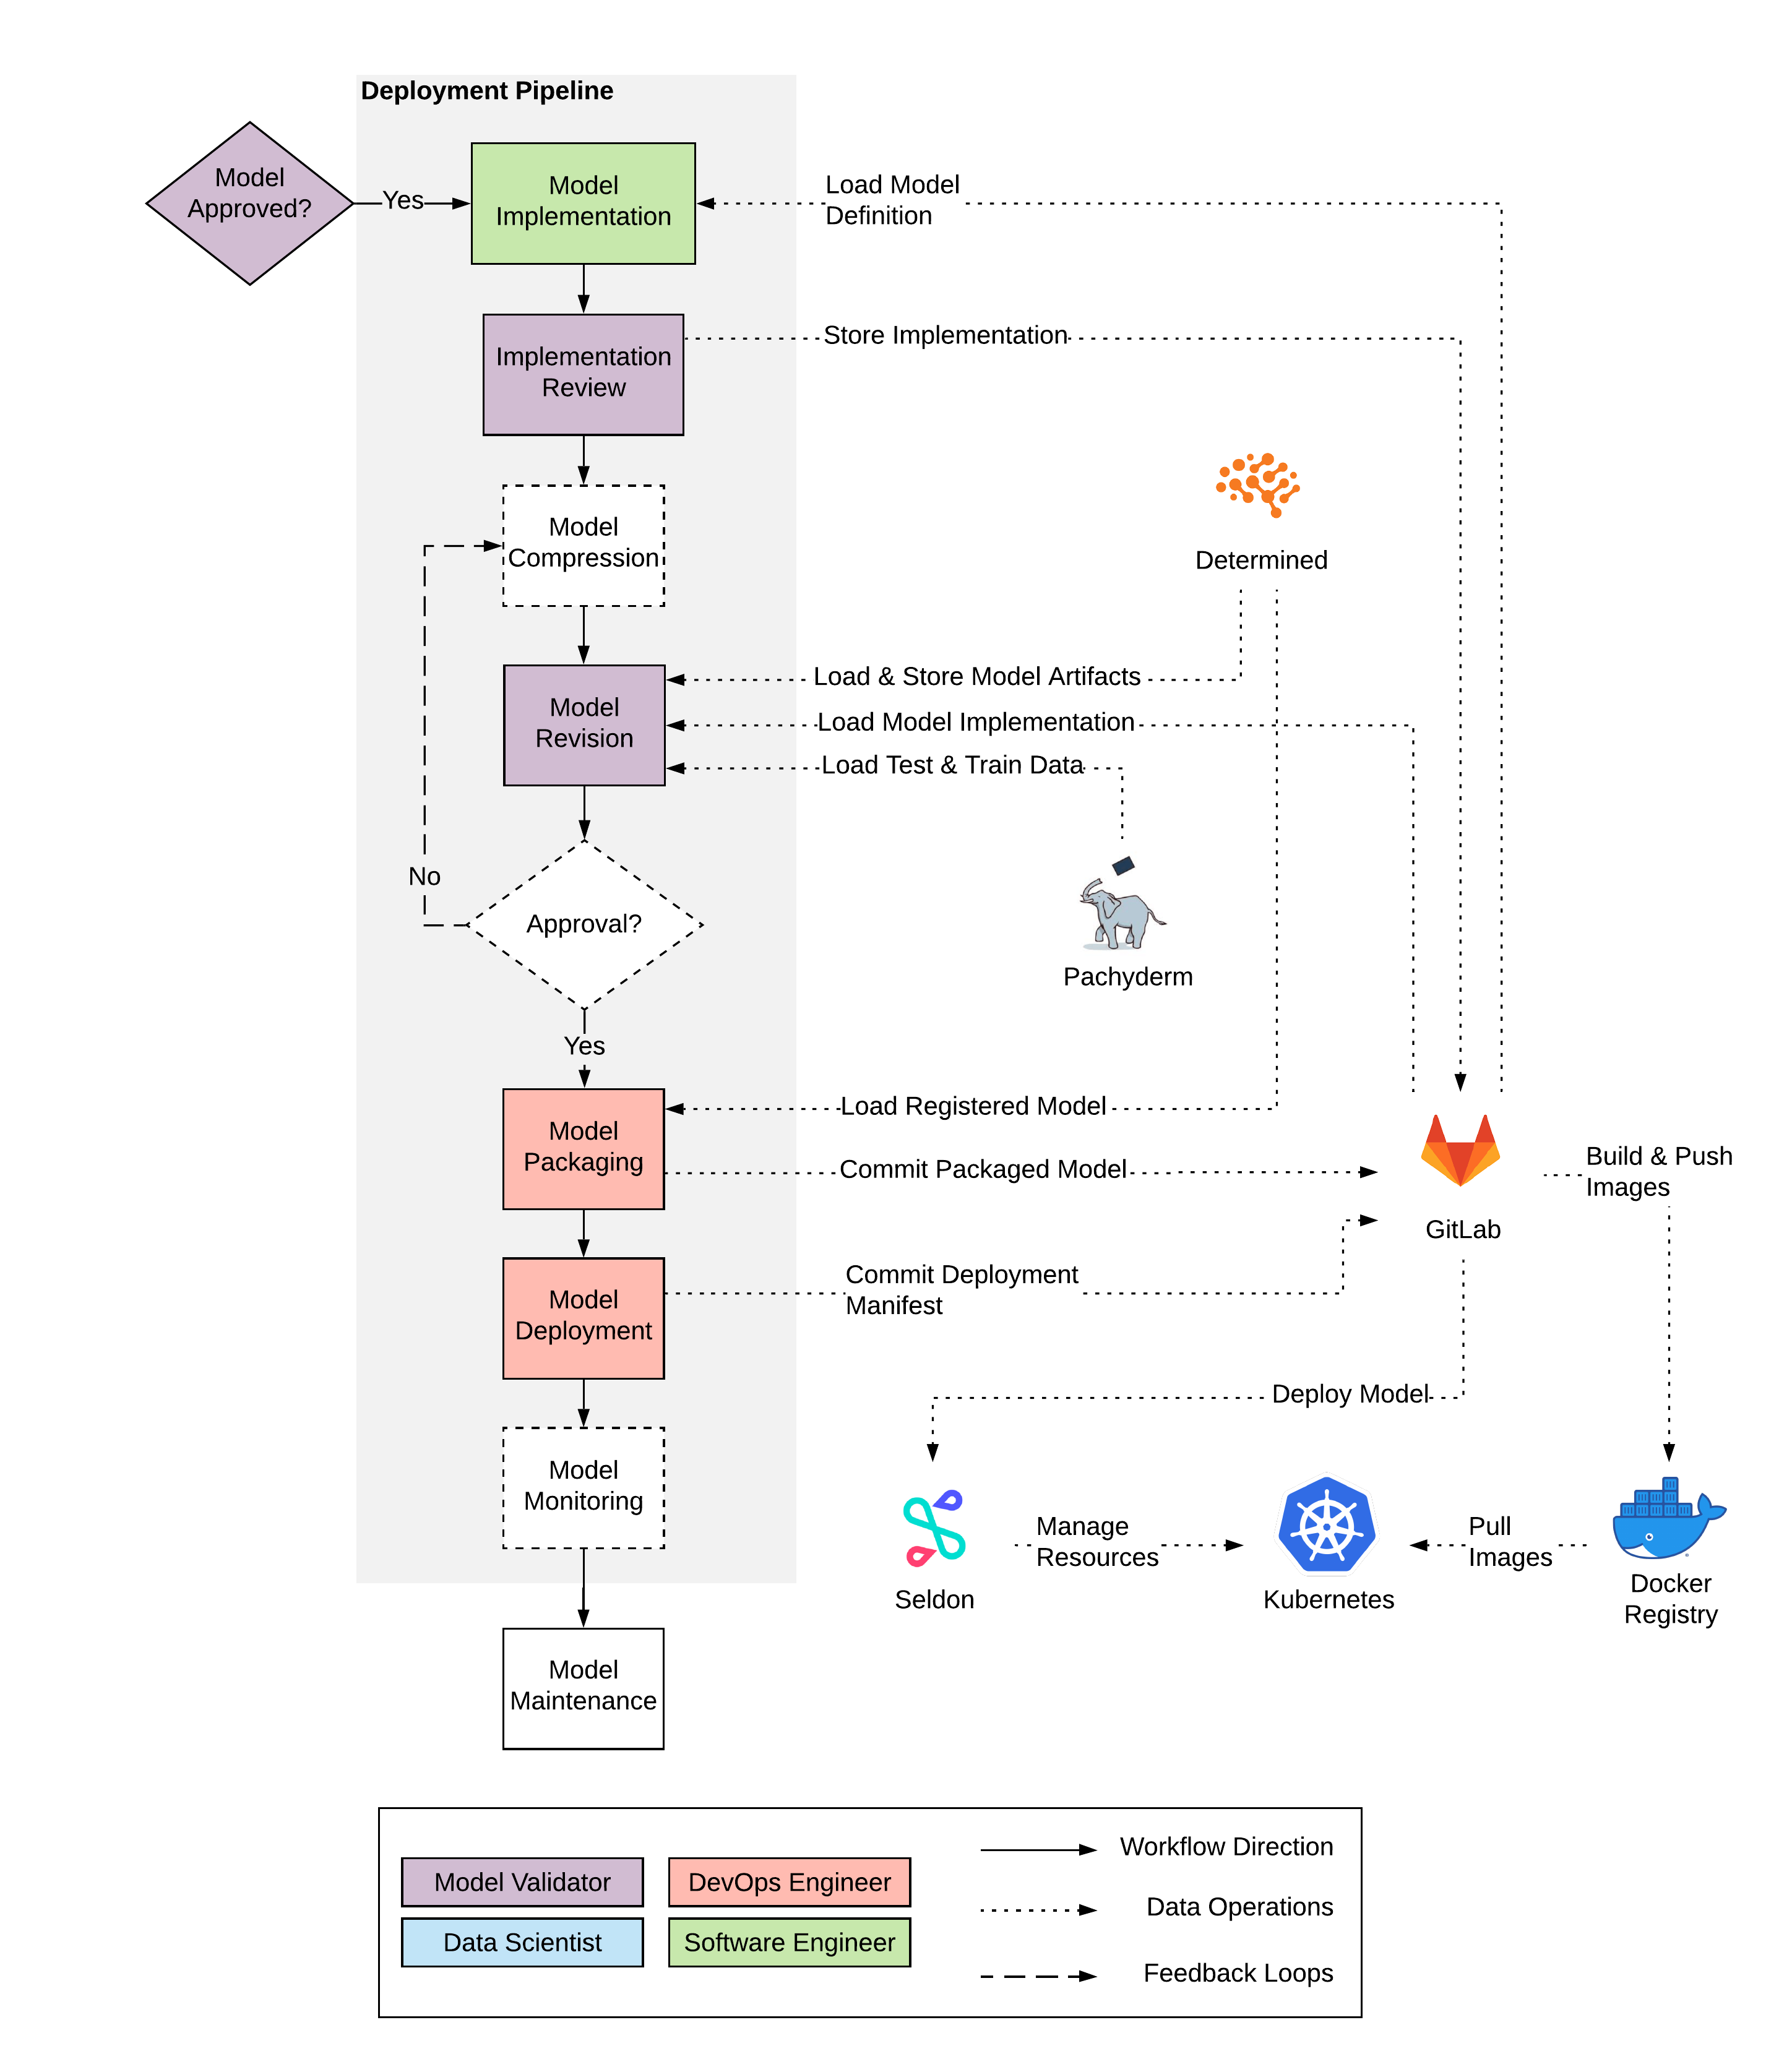 Deployment Pipeline
Model
Approved?
Yes
Model
Implementation
Load Model
Definition
Implementation
Review
Store Implementation
Model
Compression
Determined
Model
Revision
Load & Store Model Artifacts
Load Model Implementation
Load Test & Train Data
No
Approval?
Pachyderm
Yes
Model
Packaging
Load Registered Model
Commit Packaged Model
GitLab
Build & Push
Images
Model
Deployment
Commit Deployment
Manifest
Deploy Model
Model
Monitoring
Seldon
Manage
Resources
Kubernetes
Pull
Images
Docker
Registry
Model
Maintenance
Model Validator
DevOps Engineer
Data Scientist
Software Engineer
Workflow Direction
Data Operations
Feedback Loops